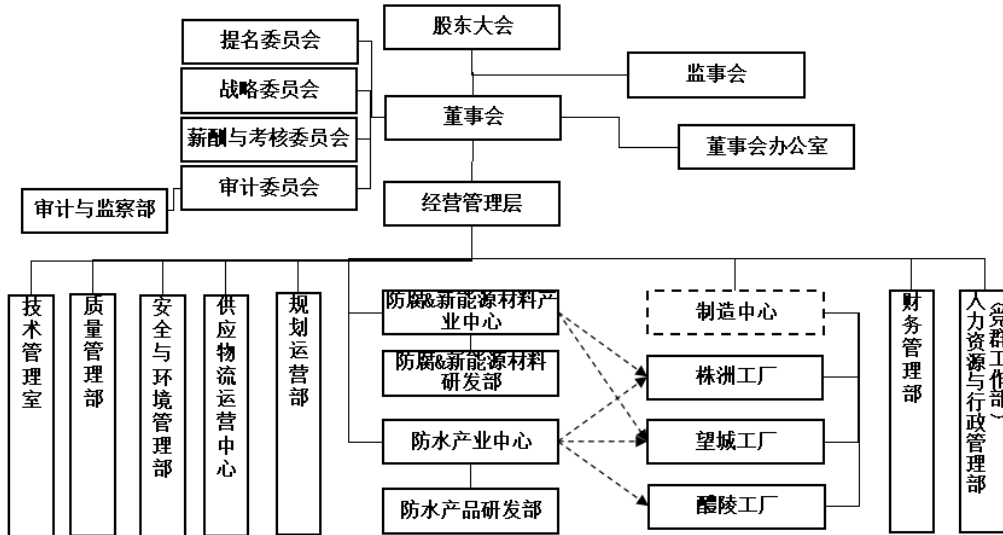 股东大会
提名委员会
监事会
战略委员会
董事会
薪酬与考核委员会
董事会办公室
审计委员会
经营管理层
审计与监察部
技术管理室
质量管理部
安全与环境管理部
供应物流运营中心
规划运营部
防腐&新能源材料产
业中心
防腐&新能源材料
研发部
防水产业中心
防水产品研发部
制造中心
株洲工厂
望城工厂
醴陵工厂
财务管理部
人力资源与行政管理部
（党群工作部）